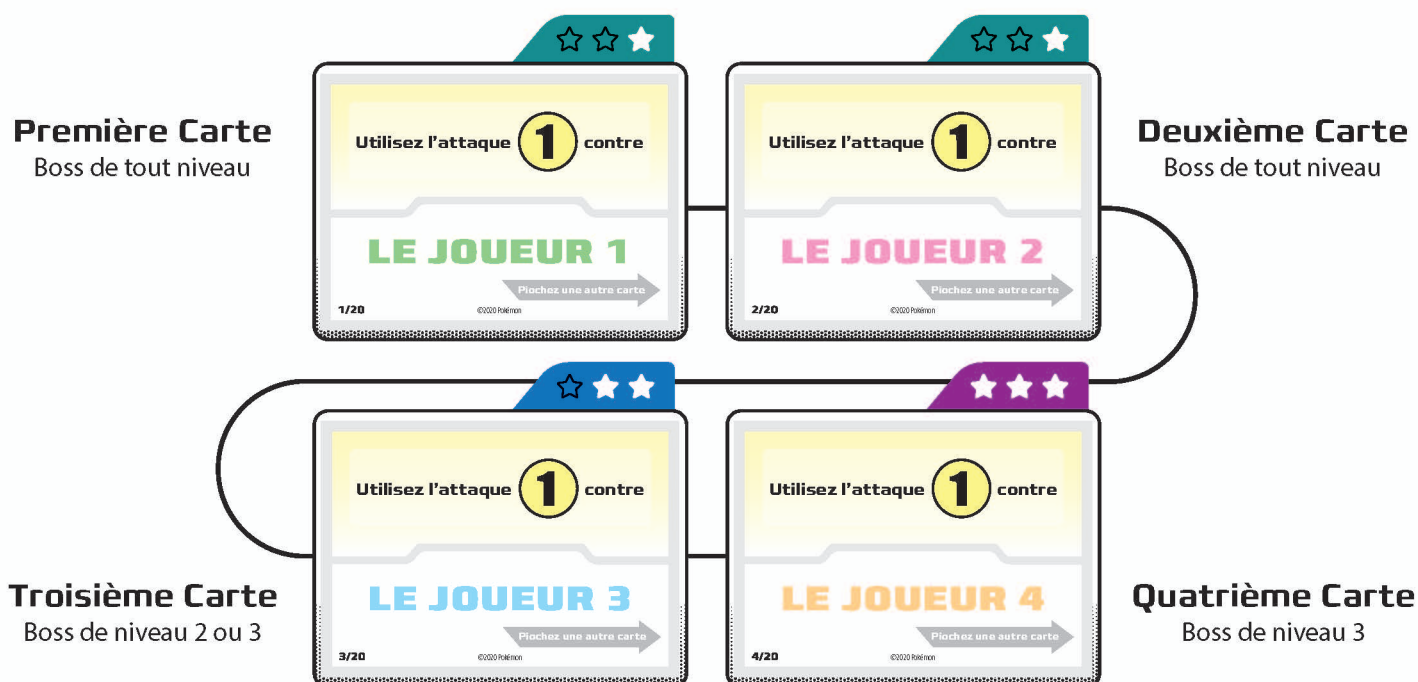 Première Carte
Boss de tout niveau
Utilisez l'attaque 1 contre
LE JOUEUR 1
Piochez une autre carte
1/20
©2020 Pokémon
Utilisez l'attaque 1 contre
LE JOUEUR 2
Piochez une autre carte
2/20
©2020 Pokémon
Deuxième Carte
Boss de tout niveau
Troisième Carte
Boss de niveau 2 ou 3
Utilisez l'attaque 1 contre
LE JOUEUR 3
Piochez une autre carte
3/20
©2020 Pokémon
Utilisez l'attaque 1 contre
LE JOUEUR 4
Piochez une autre carte
4/20
©2020 Pokémon
Quatrième Carte
Boss de niveau 3